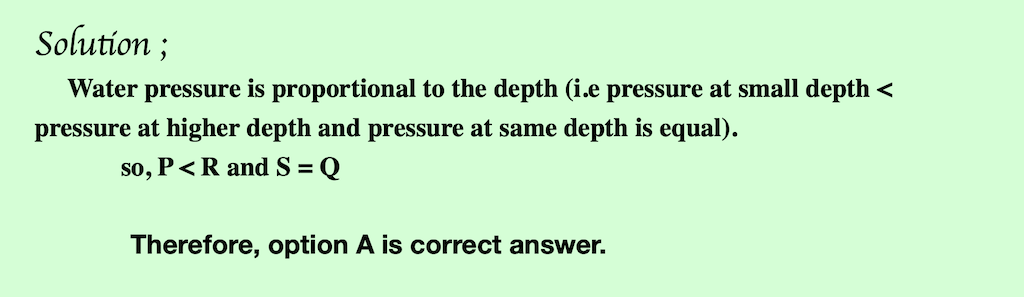 Solution ;
Water pressure is proportional to the depth (i.e pressure at small depth <
pressure at higher depth and pressure at same depth is equal).
so, P < R and S = Q
Therefore, option A is correct answer.